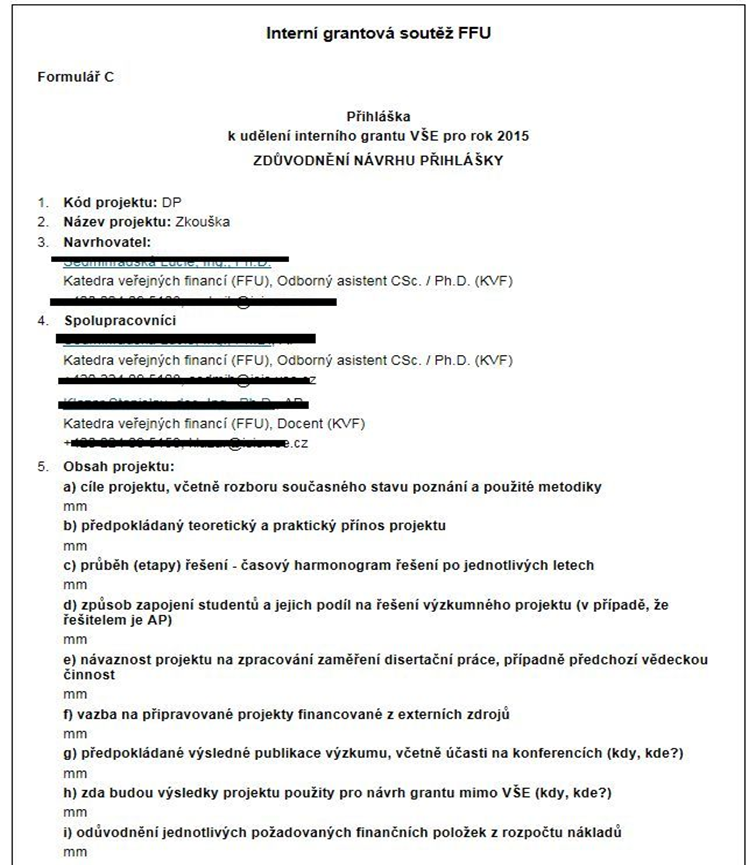 Interní grantová soutěž FFU
Formulář C
Přihláška
k udělení interního grantu VŠE pro rok 2015
ZDŮVODNĚNÍ NÁVRHU PŘIHLÁŠKY
1. Kód projektu: DP
2. Název projektu: Zkouška
3. Navrhovatel:
Katedra veřejných financí (FFU), Odborný asistent CSc. / Ph.D. (KVF)
4. Spolupracovníci
Katedra veřejných financí (FFU), Odborný asistent CSc. / Ph.D. (KVF)
Katedra veřejných financí (FFU), Docent (KVF)
.cz
5. Obsah projektu:
a) cíle projektu, včetně rozboru současného stavu poznání a použité metodiky
mm
b) předpokládaný teoretický a praktický přínos projektu
mm
c) průběh (etapy) řešení - časový harmonogram řešení po jednotlivých letech
mm
d) způsob zapojení studentů a jejich podíl na řešení výzkumného projektu (v případě, že
řešitelem je AP)
mm
e) návaznost projektu na zpracování zaměření disertační práce, případně předchozí vědeckou
činnost
mm
f) vazba na připravované projekty financované z externích zdrojů
mm
g) předpokládané výsledné publikace výzkumu, včetně účasti na konferencích (kdy, kde?)
mm
h) zda budou výsledky projektu použity pro návrh grantu mimo VŠE (kdy, kde?)
mm
i) odůvodnění jednotlivých požadovaných finančních položek z rozpočtu nákladů
mm